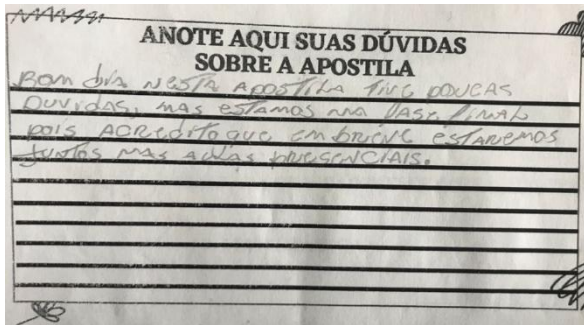 ANOTE AQUI SUAS DÚVIDAS
SOBRE A APOSTILA
Bom dia NESTA APOSTILA TIVE POUCAS
DUVIDAS, MAS ESTAMOS NA FASE FINAL
POIS ACREDITO QUE EM BREVE ESTAREMOS
JUNTOS NAS AULAS PRESENCIAIS.